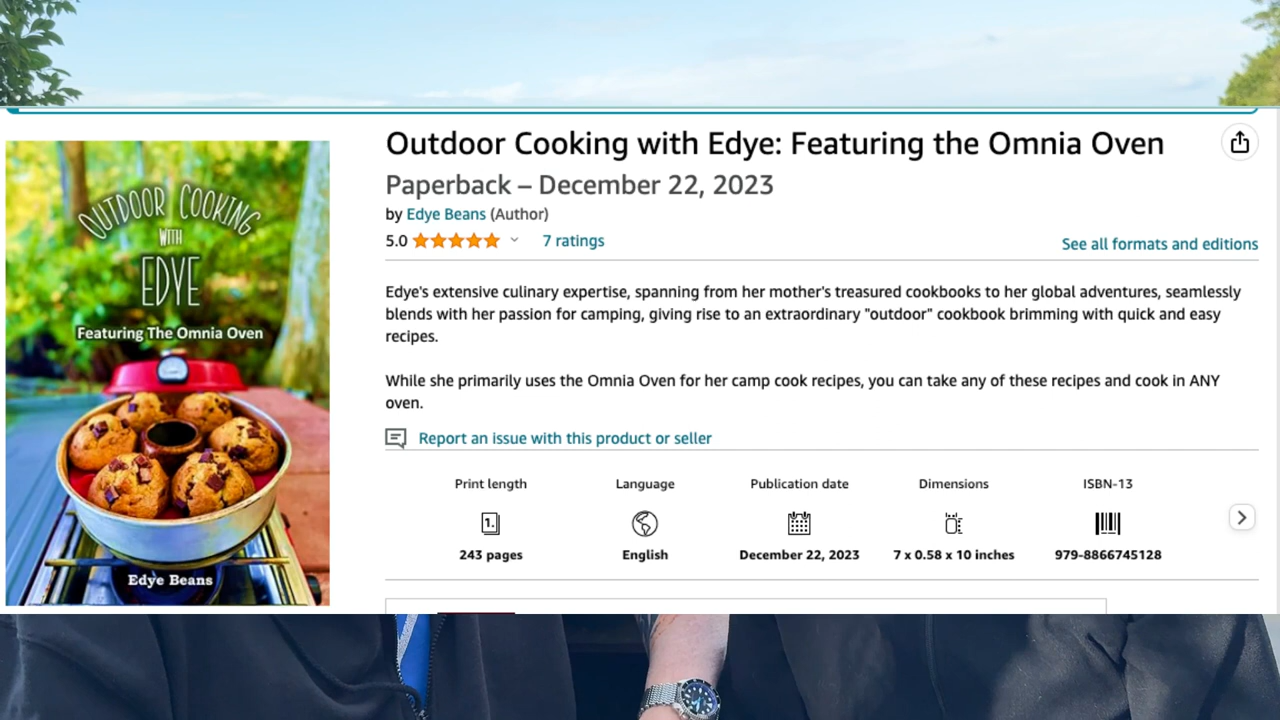 OUTDOOR COOKING
WITH
EDYE
Featuring The Omnia Oven
Edye Beans
Outdoor Cooking with Edye: Featuring the Omnia Oven
Paperback – December 22, 2023
by Edye Beans (Author)
5.0
7 ratings
See all formats and editions
Edye's extensive culinary expertise, spanning from her mother's treasured cookbooks to her global adventures, seamlessly
blends with her passion for camping, giving rise to an extraordinary "outdoor" cookbook brimming with quick and easy
recipes.
While she primarily uses the Omnia Oven for her camp cook recipes, you can take any of these recipes and cook in ANY
oven.
Report an issue with this product or seller
Print length
Language
Publication date
Dimensions
ISBN-13
1.
243 pages
English
December 22, 2023
7 x 0.58 x 10 inches
979-8866745128